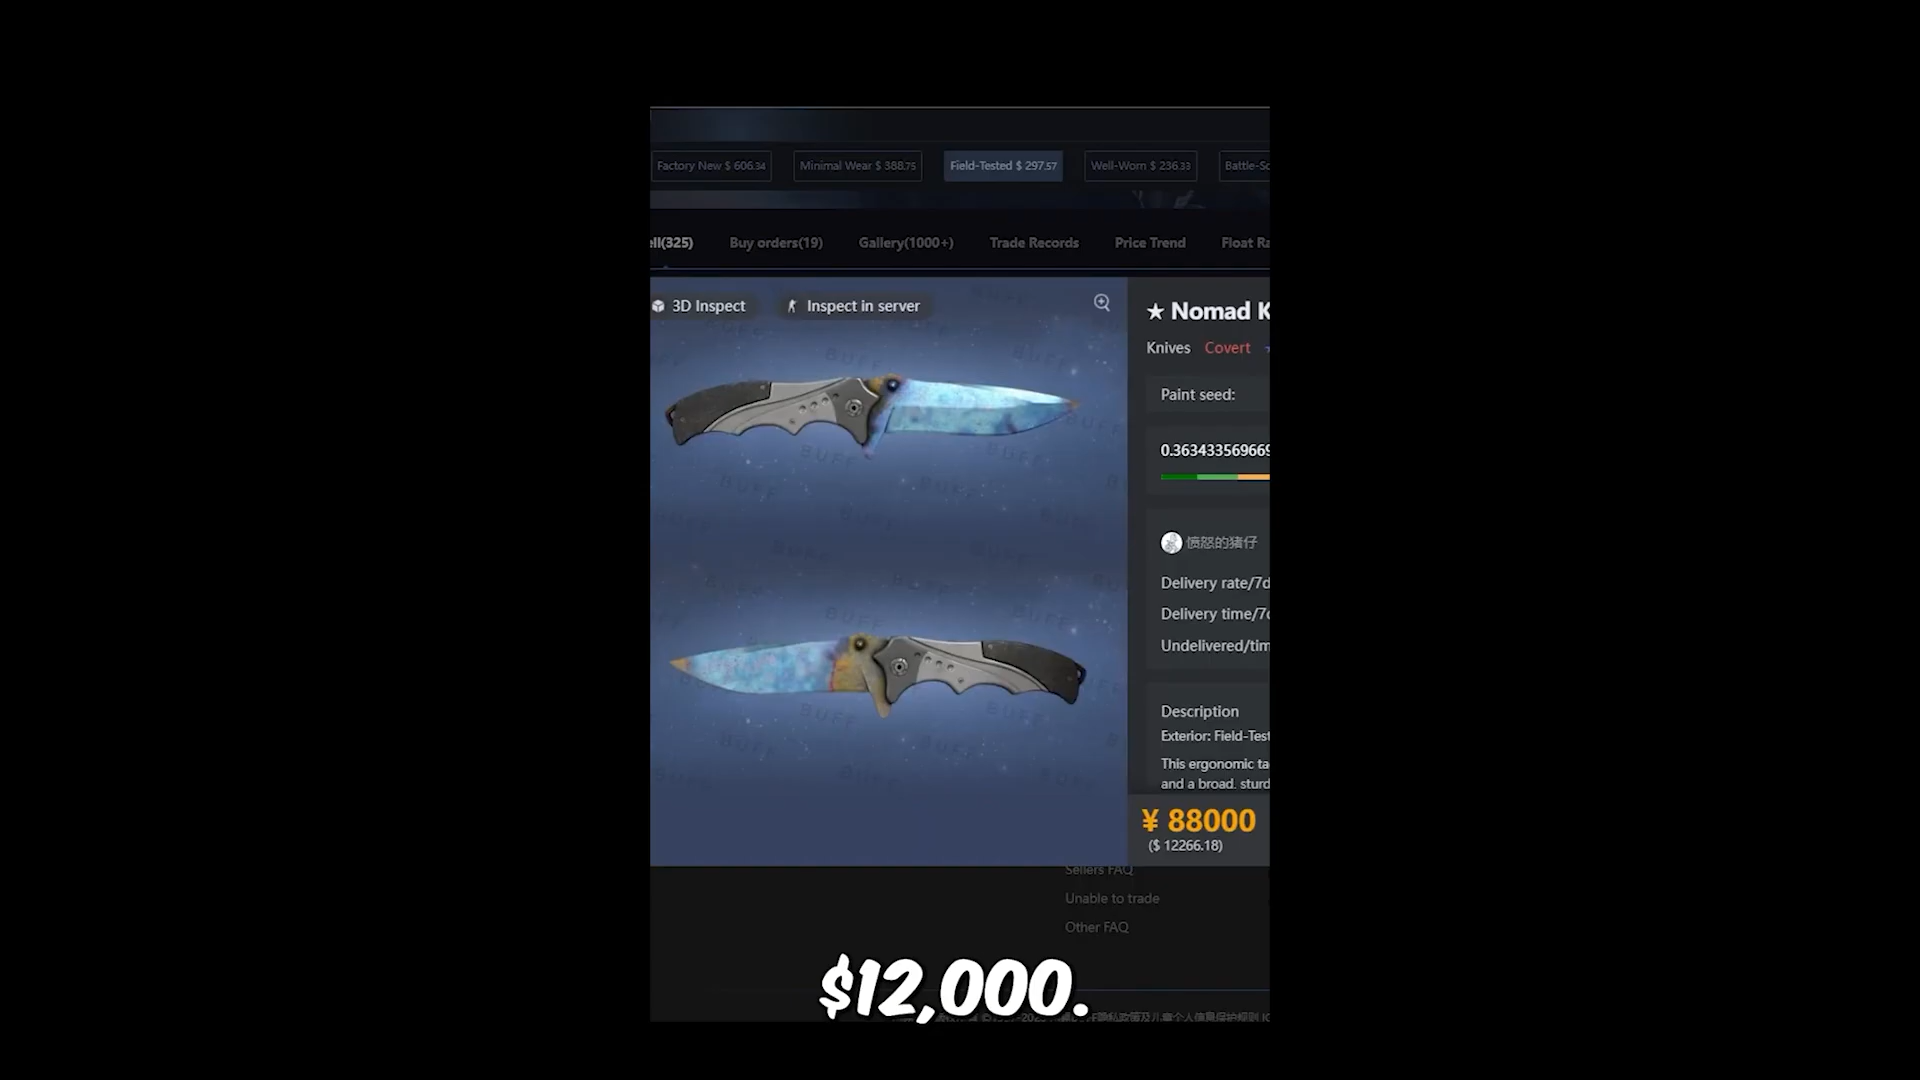 Factory New $ 606.34
Minimal Wear $ 388.75
Field-Tested $ 297.57
Well-Worn $ 236.33
Battle-Sc
ell(325)
Buy orders(19)
Gallery(1000+)
Trade Records
Price Trend
Float Ra
3D Inspect
Inspect in server
★ Nomad K
Knives Covert
Paint seed:
0.363433569669
愤怒的猪仔
Delivery rate/7d
Delivery time/7d
Undelivered/tim
Description
Exterior: Field-Test
This ergonomic ta
and a broad, sturd
¥ 88000
($ 12266.18)
Sellers FAQ
Unable to trade
Other FAQ
$12,000.
BUFF